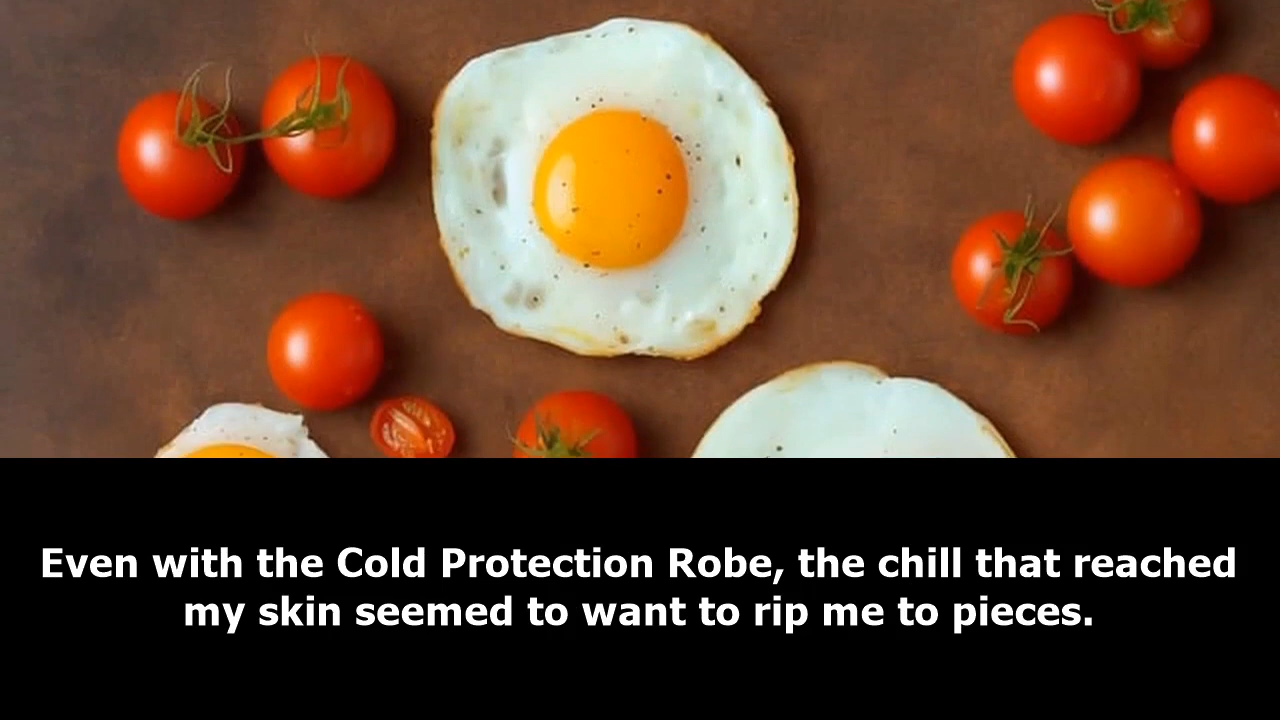 Even with the Cold Protection Robe, the chill that reached
my skin seemed to want to rip me to pieces.